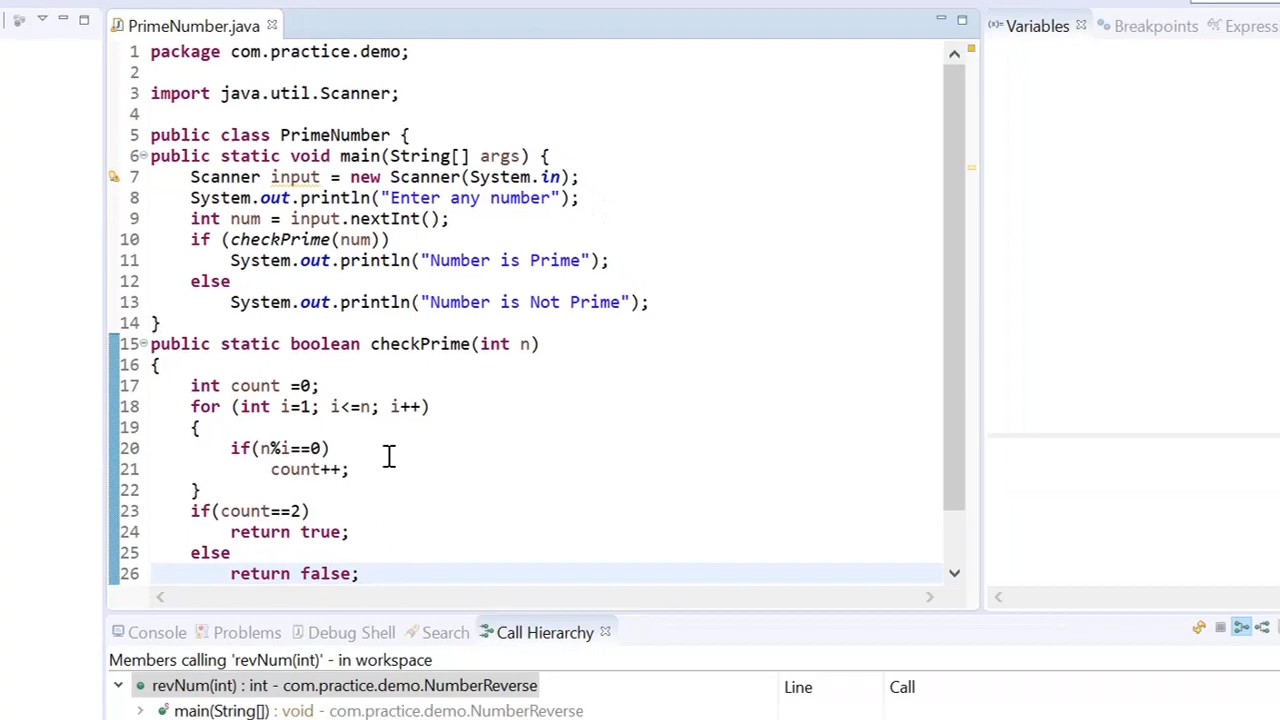 PrimeNumber.java
Variables Breakpoints Express
1 package com.practice.demo;
2
3 import java.util.Scanner;
4
5 public class PrimeNumber {
6 public static void main(String[] args) {
7 Scanner input = new Scanner(System.in);
8 System.out.println("Enter any number");
9 int num = input.nextInt();
10 if (checkPrime(num))
11 System.out.println("Number is Prime");
12 else
13 System.out.println("Number is Not Prime");
14 }
15 public static boolean checkPrime(int n)
16 {
17 int count =0;
18 for (int i=1; i<=n; i++)
19 {
20 if(n%i==0)
21 count++;
22 }
23 if(count==2)
24 return true;
25 else
26 return false;
Console Problems Debug Shell Search Call Hierarchy
Members calling 'revNum(int)' - in workspace
revNum(int) : int - com.practice.demo.NumberReverse
Line Call
main(String[]) : void - com.practice.demo.NumberReverse